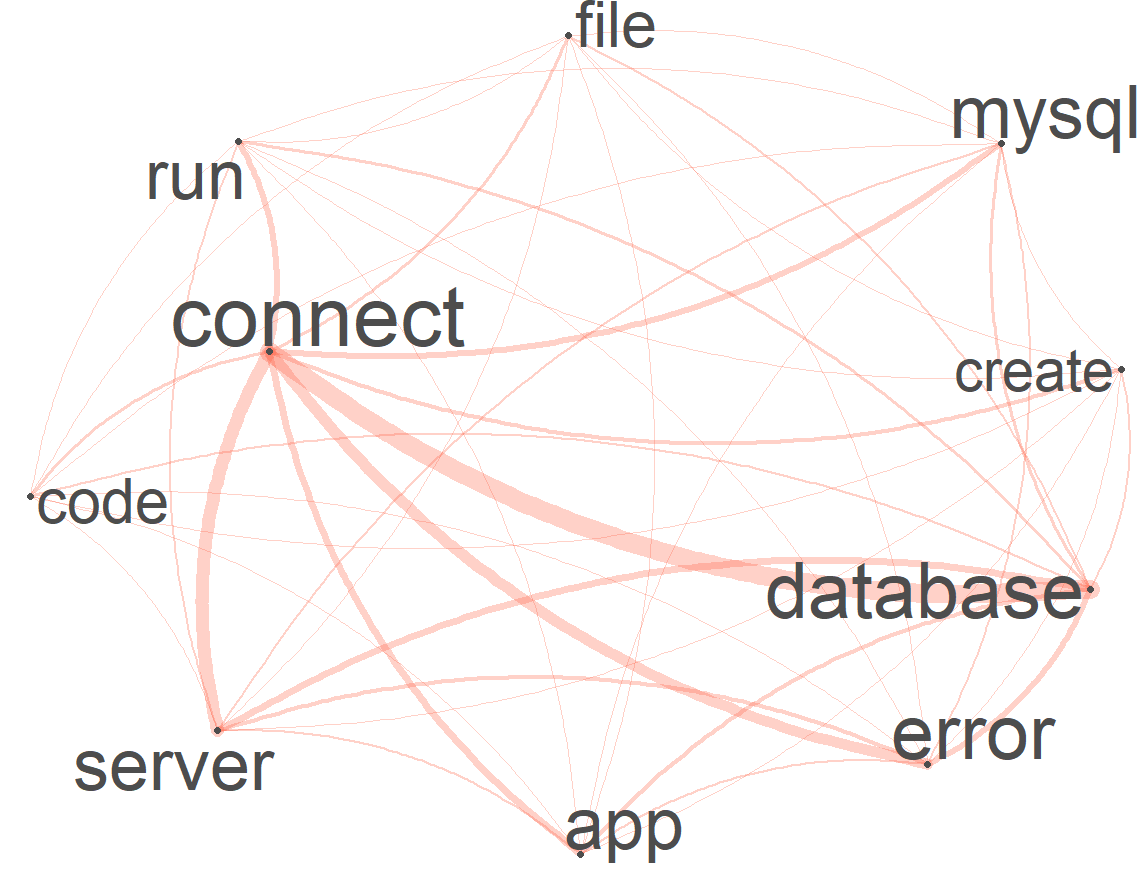 file
mysql
run
connect
create
code
database
error
server
app